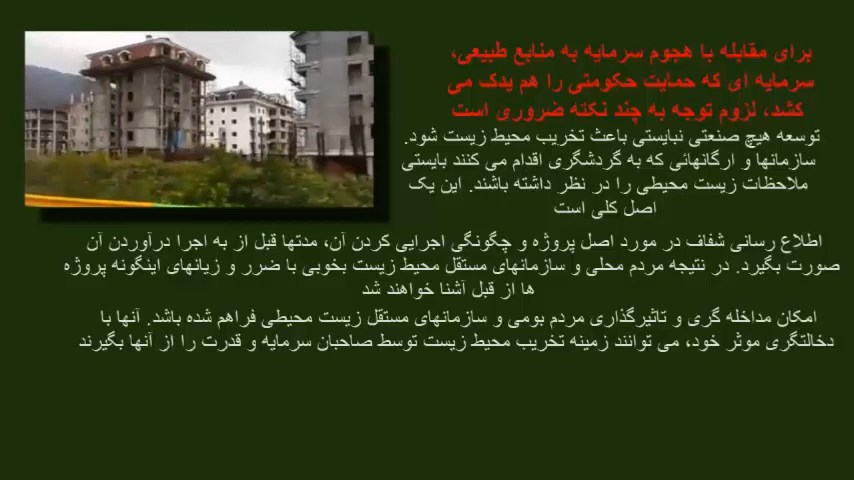 برای مقابله با هجوم سرمایه به منابع طبیعی،
سرمایه ای که حمایت حکومتی را هم یدک می
کشد، لزوم توجه به چند نکته ضروری است
توسعه هیچ صنعتی نبایستی باعث تخریب محیط زیست شود.
سازمانها و ارگانهائی که به گردشگری اقدام می کنند بایستی
ملاحظات زیست محیطی را در نظر داشته باشند. این یک
اصل کلی است
اطلاع رسانی شفاف در مورد اصل پروژه و چگونگی اجرایی کردن آن، مدتها قبل از به اجرا درآوردن آن
صورت بگیرد. در نتیجه مردم محلی و سازمانهای مستقل محیط زیست بخوبی با ضرر و زیانهای اینگونه پروژه
ها از قبل آشنا خواهند شد
امکان مداخله گری و تاثیرگذاری مردم بومی و سازمانهای مستقل زیست محیطی فراهم شده باشد. آنها با
دخالتگری موثر خود، می توانند زمینه تخریب محیط زیست توسط صاحبان سرمایه و قدرت را از آنها بگیرند